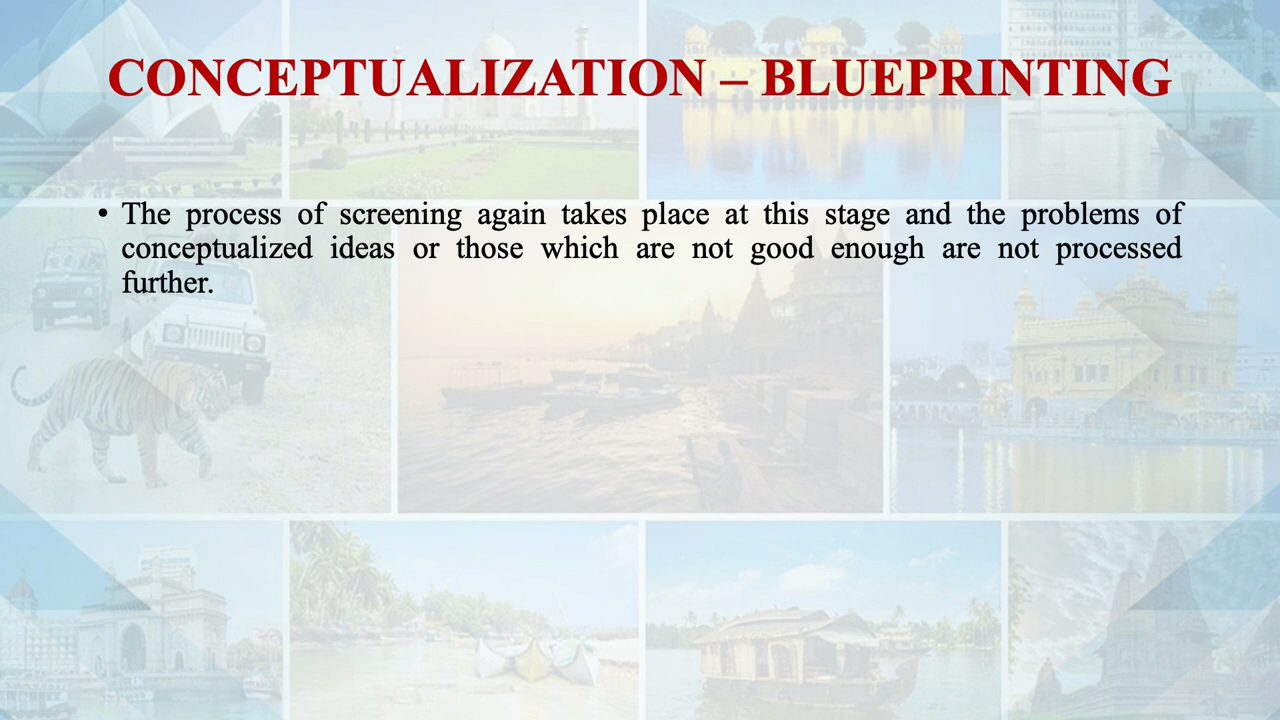 CONCEPTUALIZATION – BLUEPRINTING
• The process of screening again takes place at this stage and the problems of
conceptualized ideas or those which are not good enough are not processed
further.